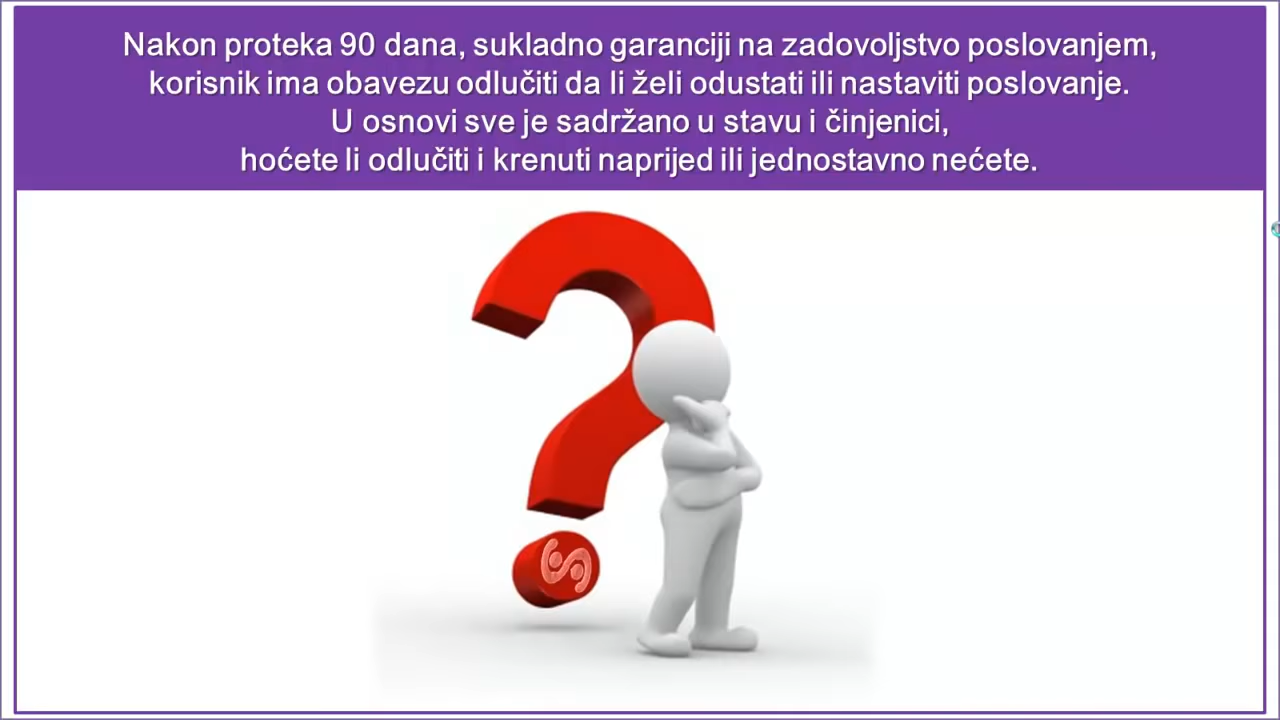 Nakon proteka 90 dana, sukladno garanciji na zadovoljstvo poslovanjem,
korisnik ima obavezu odlučiti da li želi odustati ili nastaviti poslovanje.
U osnovi sve je sadržano u stavu i činjenici,
hoćete li odlučiti i krenuti naprijed ili jednostavno nećete.